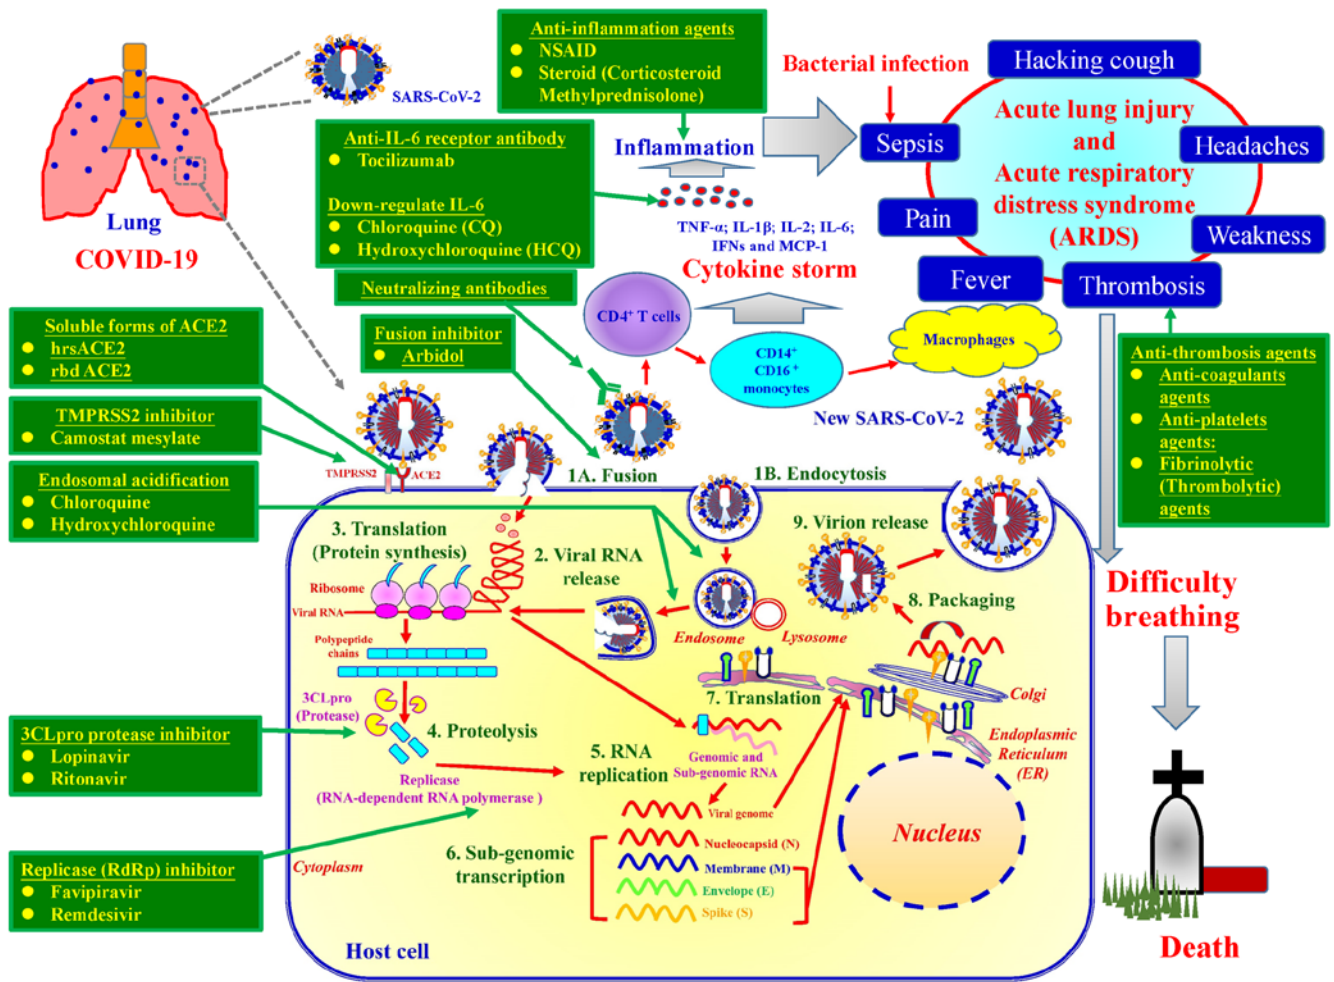 Anti-inflammation agents
NSAID
Steroid (Corticosteroid
Methylprednisolone)
SARS-CoV-2
Lung
COVID-19
Anti-IL-6 receptor antibody
Tocilizumab
Down-regulate IL-6
Chloroquine (CQ)
Hydroxychloroquine (HCQ)
Inflammation
TNF-α; IL-1β; IL-2; IL-6;
IFNs and MCP-1
Cytokine storm
Bacterial infection
Sepsis
Hacking cough
Headaches
Weakness
Thrombosis
Fever
Pain
Acute lung injury
and
Acute respiratory
distress syndrome
(ARDS)
Neutralizing antibodies
Fusion inhibitor
Arbidol
CD4⁺ T cells
CD14⁺
CD16⁺
monocytes
Macrophages
New SARS-CoV-2
Soluble forms of ACE2
hrsACE2
rbd ACE2
TMPRSS2 inhibitor
Camostat mesylate
Endosomal acidification
Chloroquine
Hydroxychloroquine
TMPRSS2
ACE2
1A. Fusion
1B. Endocytosis
Anti-thrombosis agents
Anti-coagulants
agents
Anti-platelets
agents:
Fibrinolytic
(Thrombolytic)
agents
3. Translation
(Protein synthesis)
2. Viral RNA
release
9. Virion release
Ribosome
Viral RNA
Polypeptide
chains
Endosome
Lysosome
8. Packaging
Difficulty
breathing
3CLpro
(Protease)
4. Proteolysis
7. Translation
Colgi
Endoplasmic
Reticulum
(ER)
3CLpro protease inhibitor
Lopinavir
Ritonavir
Replicase
(RNA-dependent RNA polymerase )
5. RNA
replication
Genomic and
Sub-genomic RNA
Viral genome
Nucleocapsid (N)
Membrane (M)
Envelope (E)
Spike (S)
6. Sub-genomic
transcription
Nucleus
Replicase (RdRp) inhibitor
Favipiravir
Remdesivir
Cytoplasm
Host cell
Death